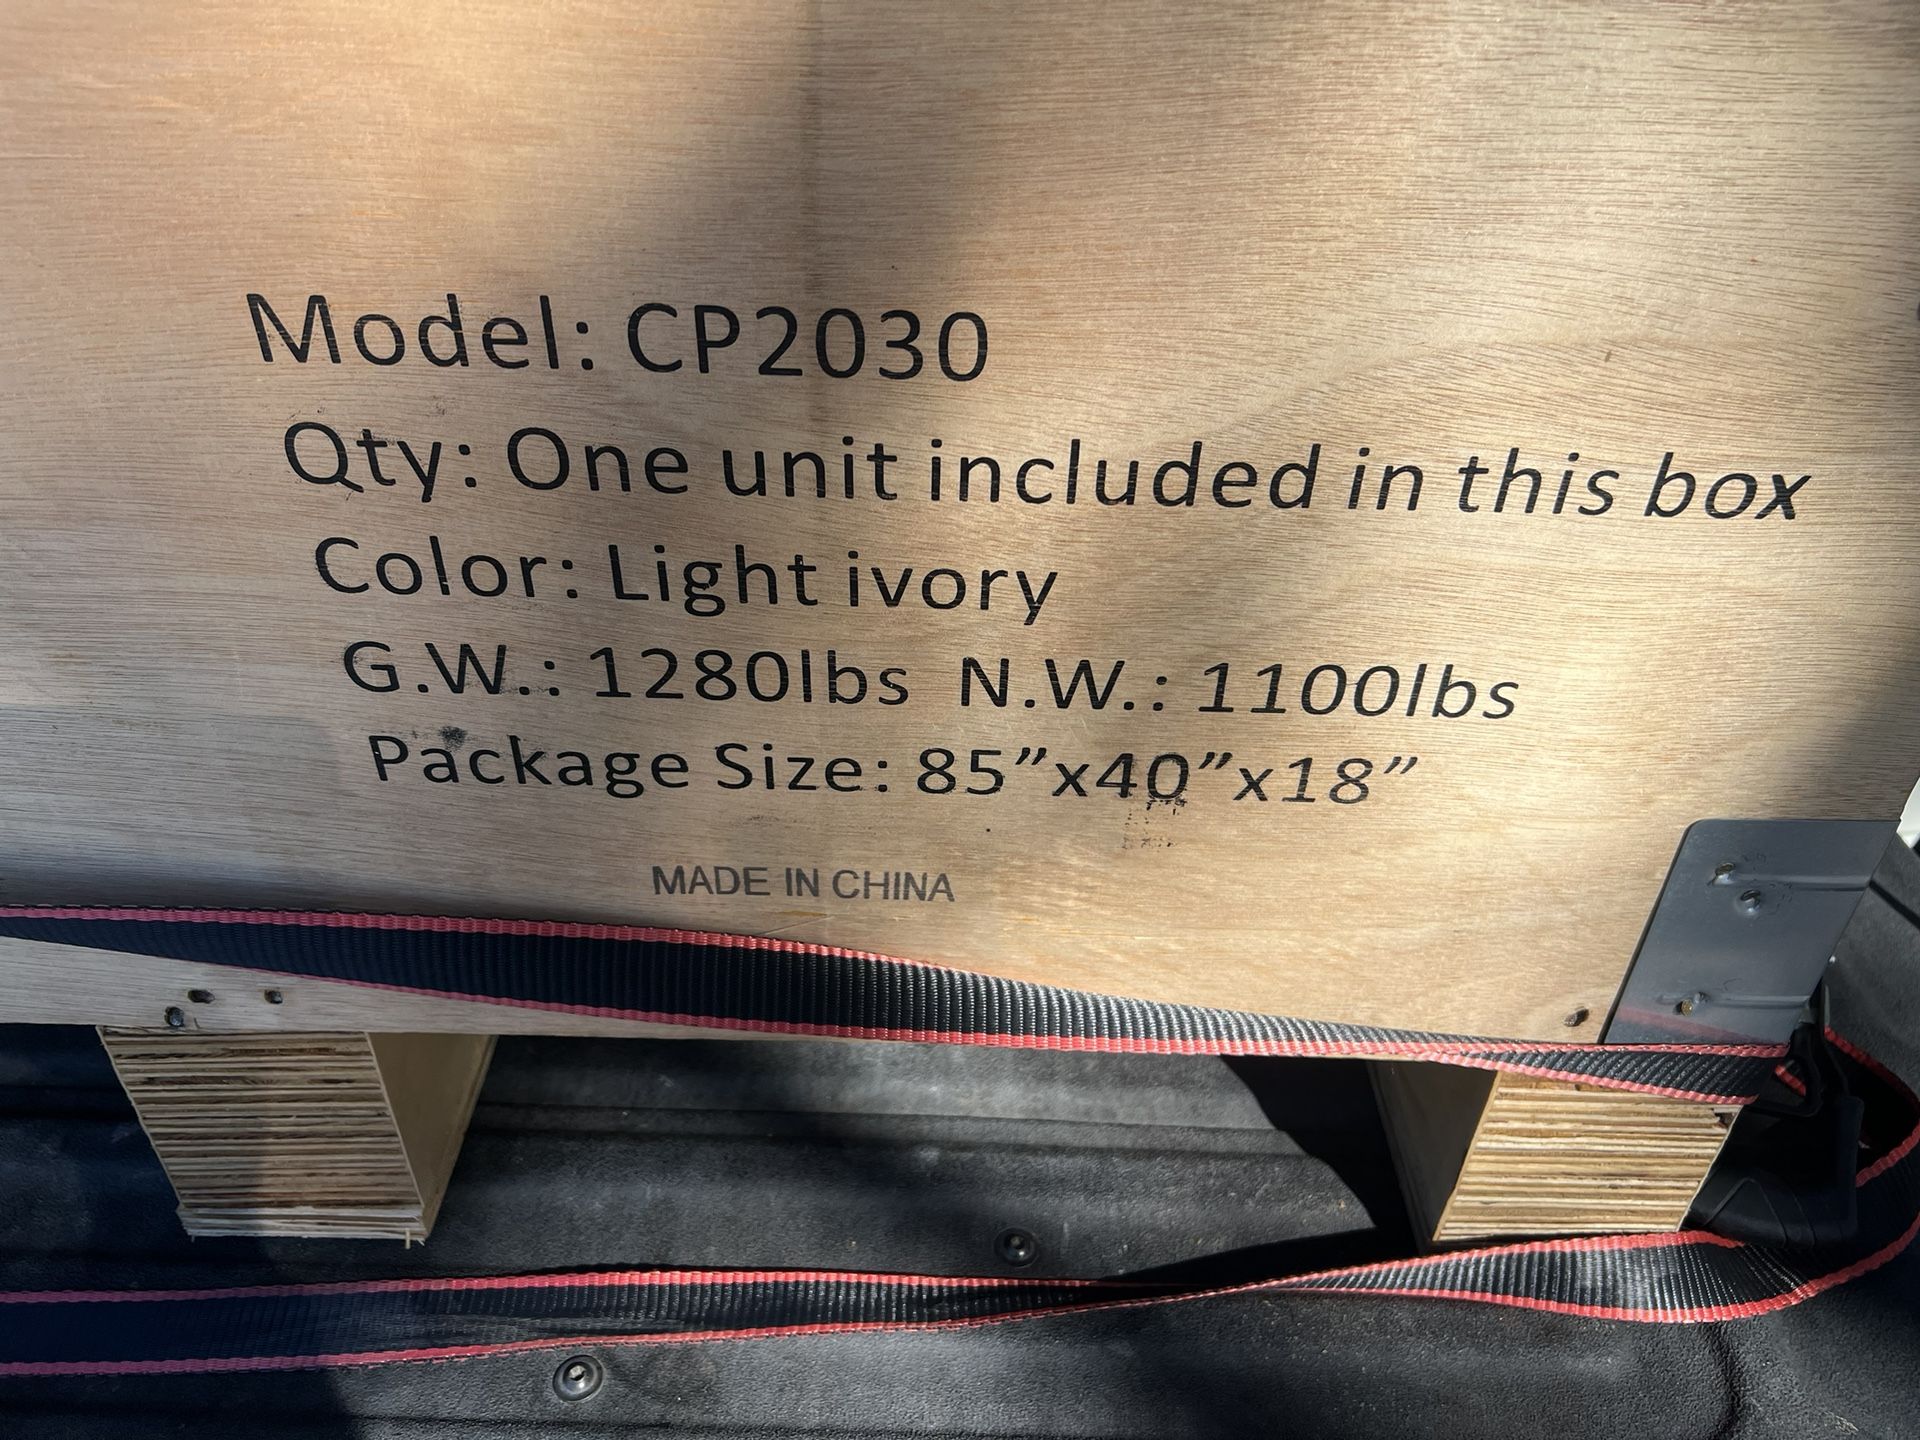 Model: CP2030
Qty: One unit included in this box
Color: Light ivory
G.W.: 1280lbs N.W.: 1100lbs
Package Size: 85”x40”x18”
MADE IN CHINA